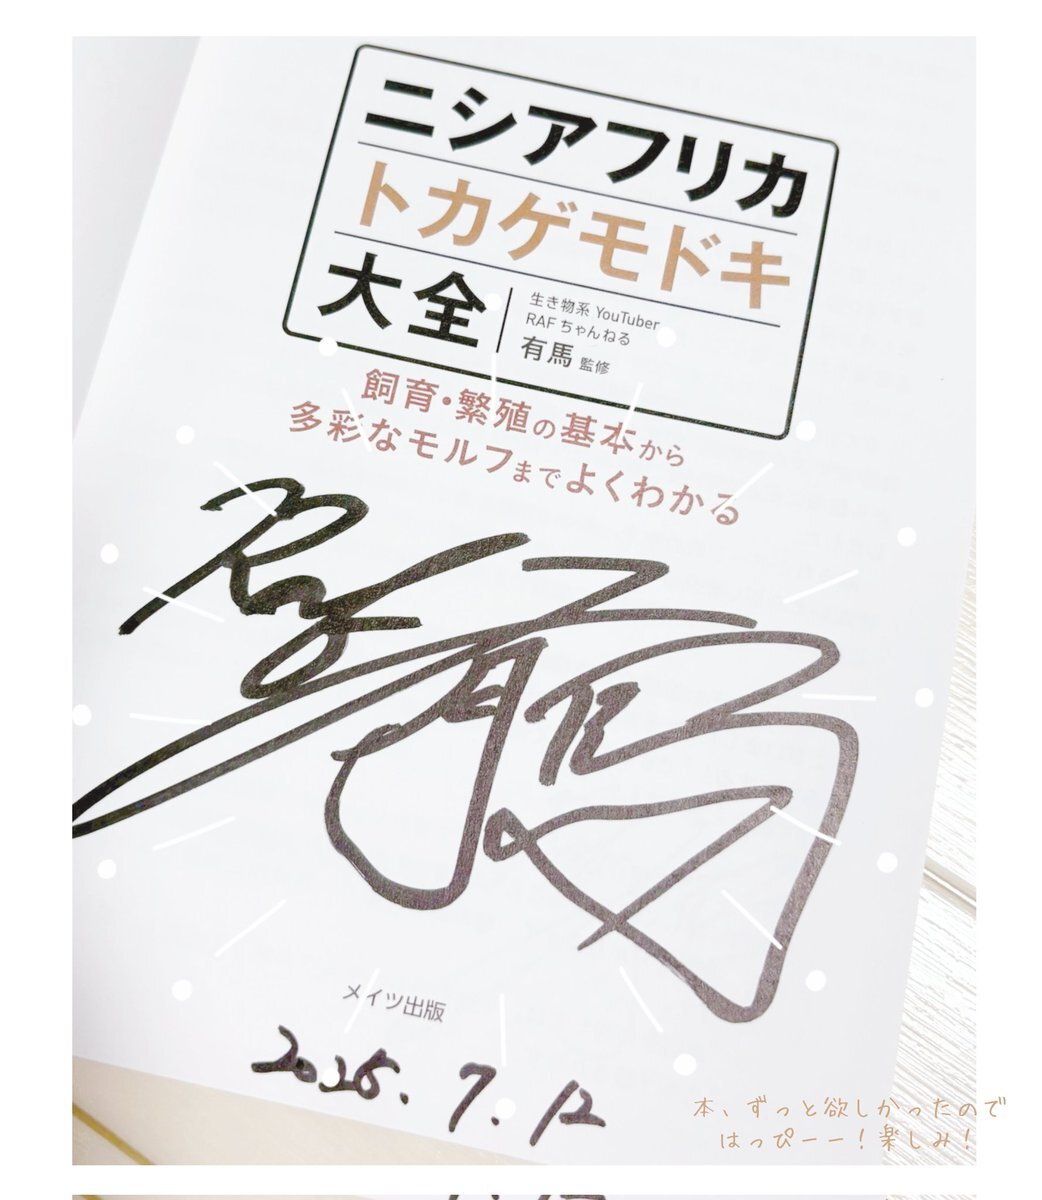 ニシアフリカ
トカゲモドキ
大全
生き物系 YouTuber
RAF ちゃんねる
有馬 監修
飼育・繁殖の基本から
多彩なモルフまでよくわかる
有馬
メイツ出版
2025.7.12
本、ずっと欲しかったので
はっぴーー！楽しみ！